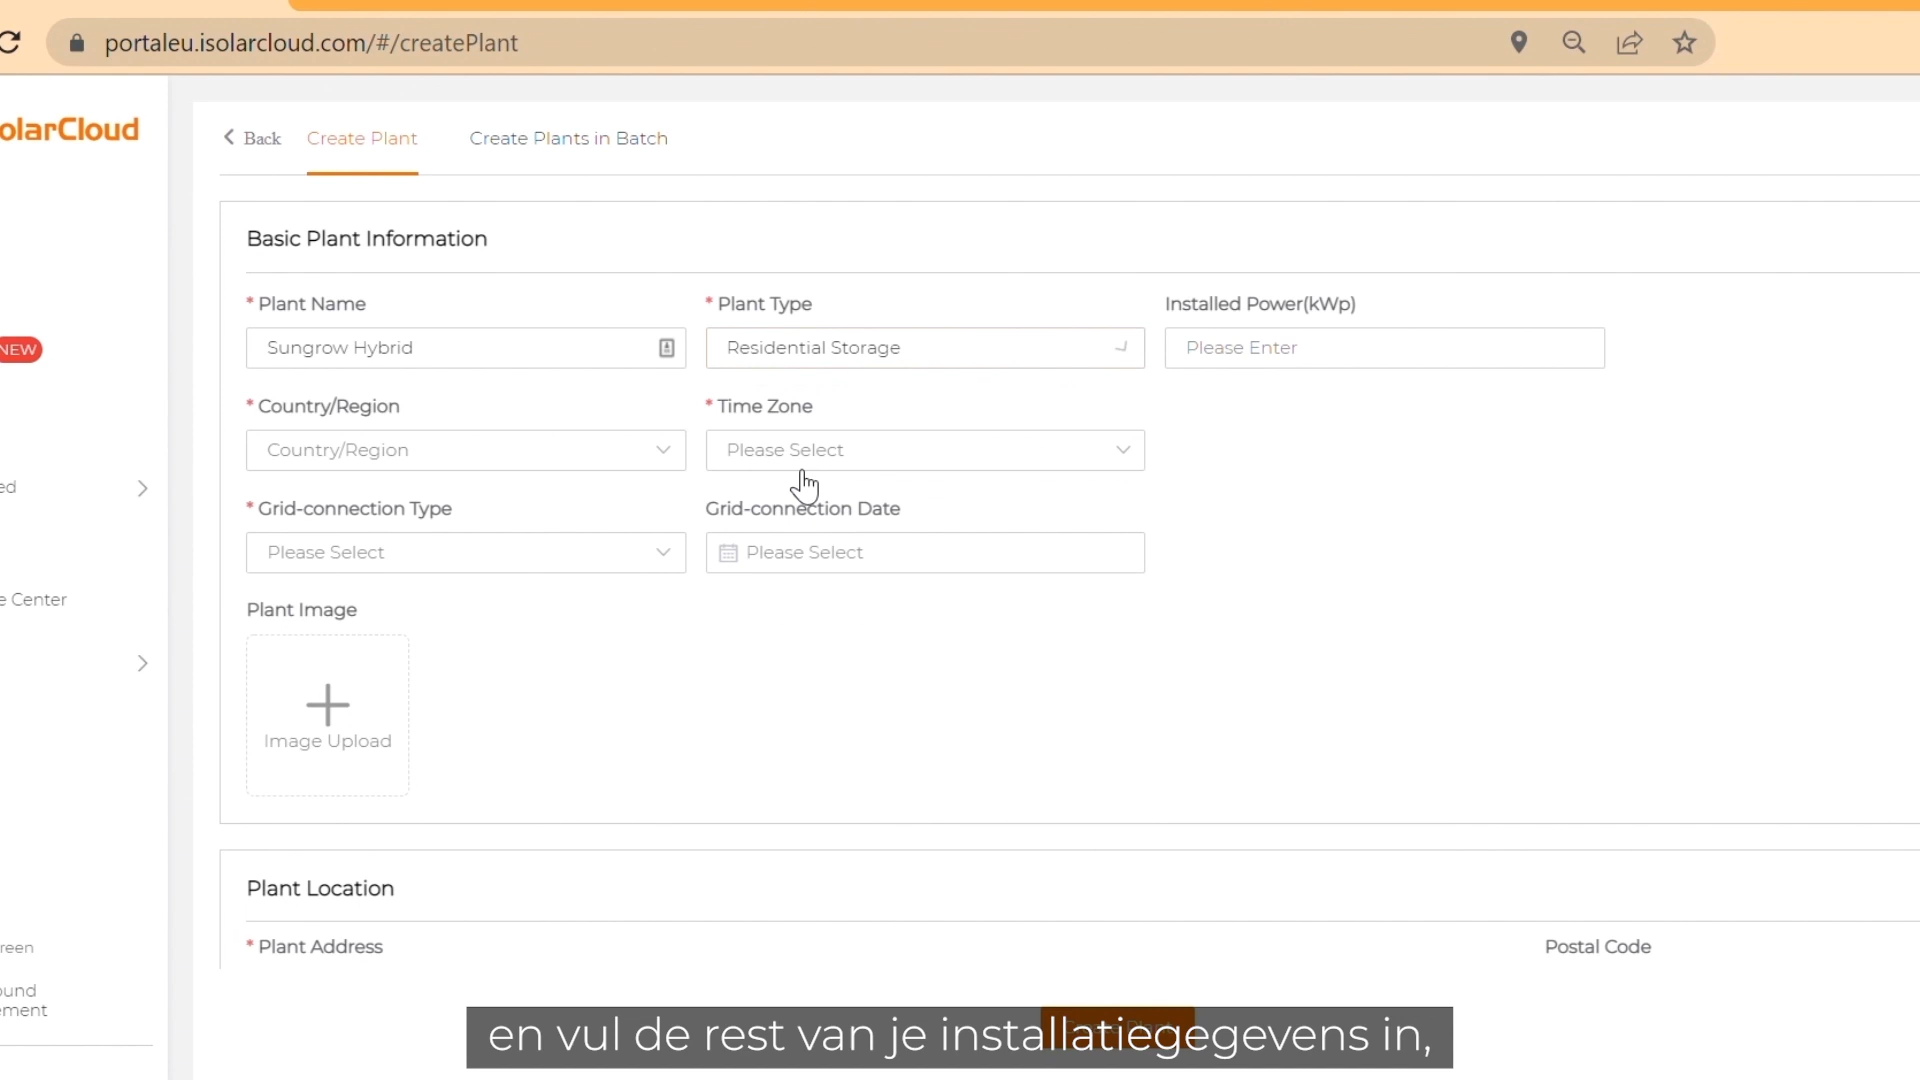 portaleu.isolarcloud.com/#/createPlant
olarCloud
Back
Create Plant
Create Plants in Batch
Basic Plant Information
* Plant Name
* Plant Type
Installed Power(kWp)
Sungrow Hybrid
Residential Storage
Please Enter
NEW
* Country/Region
* Time Zone
Country/Region
Please Select
ed
* Grid-connection Type
Grid-connection Date
Please Select
Please Select
e Center
Plant Image
Image Upload
Plant Location
reen
* Plant Address
Postal Code
ound
ement
en vul de rest van je installatiegegevens in,